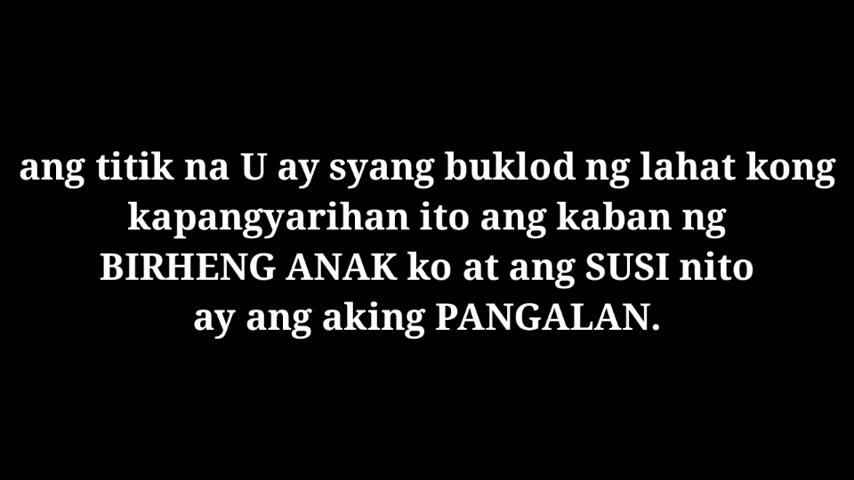 ang titik na U ay syang buklod ng lahat kong
kapangyarihan ito ang kaban ng
BIRHENG ANAK ko at ang SUSI nito
ay ang aking PANGALAN.